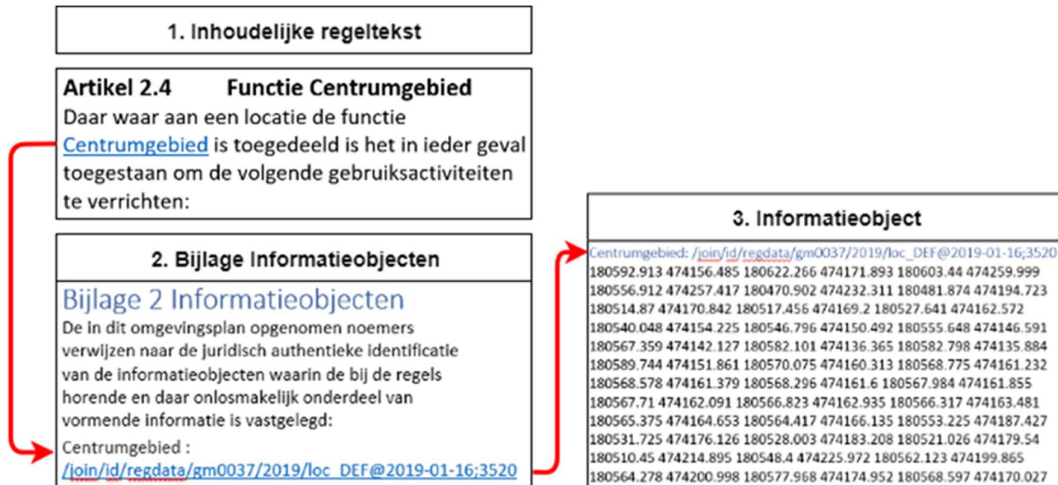 1. Inhoudelijke regeltekst
Artikel 2.4 Functie Centrumgebied
Daar waar aan een locatie de functie
Centrumgebied is toegedeeld is het in ieder geval
toegestaan om de volgende gebruiksactiviteiten
te verrichten:
2. Bijlage Informatieobjecten
Bijlage 2 Informatieobjecten
De in dit omgevingsplan opgenomen noemers
verwijzen naar de juridisch authentieke identificatie
van de informatieobjecten waarin de bij de regels
horende en daar onlosmakelijk onderdeel van
vormende informatie is vastgelegd:
Centrumgebied :
/join/id/regdata/gm0037/2019/loc_DEF@2019-01-16;3520
3. Informatieobject
Centrumgebied: /join/id/regdata/gm0037/2019/loc_DEF@2019-01-16;3520
180592.913 474156.485 180622.266 474171.893 180603.44 474259.999
180556.912 474257.417 180470.902 474232.311 180481.874 474194.723
180514.87 474170.842 180517.456 474169.2 180527.641 474162.572
180540.048 474154.225 180546.796 474150.492 180555.648 474146.591
180567.359 474142.127 180582.101 474136.365 180582.798 474135.884
180589.744 474151.861 180570.075 474160.313 180568.775 474161.232
180568.578 474161.379 180568.296 474161.6 180567.984 474161.855
180567.71 474162.091 180566.823 474162.935 180566.317 474163.481
180565.375 474164.653 180564.417 474166.135 180553.225 474187.427
180531.725 474176.126 180528.003 474183.208 180521.026 474179.54
180510.45 474214.895 180548.4 474225.972 180562.123 474199.865
180564.278 474200.998 180577.968 474174.952 180568.597 474170.027